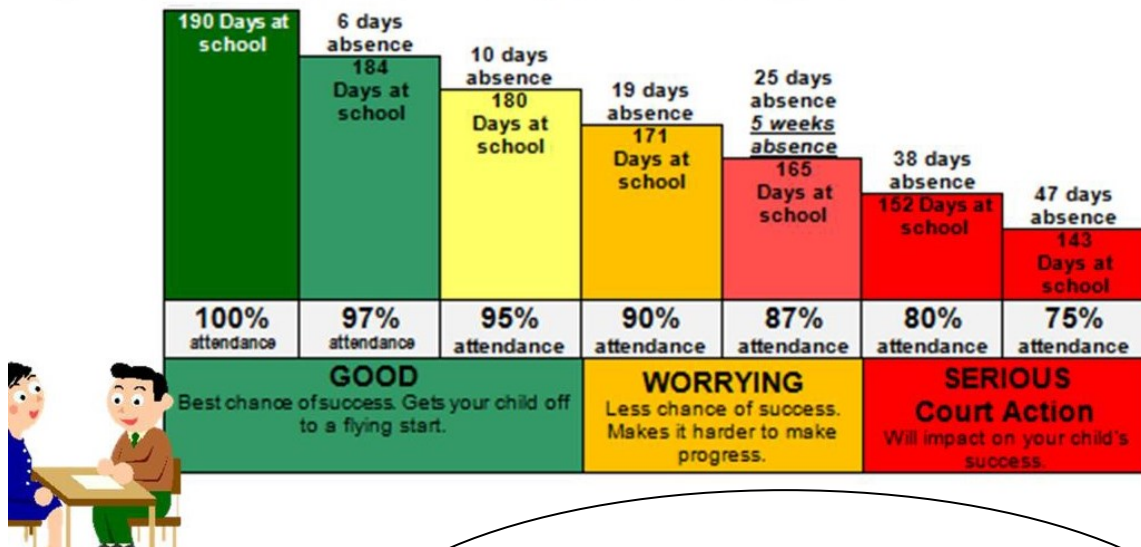 190 Days at
school
6 days
absence
184
Days at
school
10 days
absence
180
Days at
school
19 days
absence
171
Days at
school
25 days
absence
5 weeks
absence
165
Days at
school
38 days
absence
152 Days at
school
47 days
absence
143
Days at
school
100%
attendance
97%
attendance
95%
attendance
90%
attendance
87%
attendance
80%
attendance
75%
attendance
GOOD
Best chance of success. Gets your child off
to a flying start.
WORRYING
Less chance of success.
Makes it harder to make
progress.
SERIOUS
Court Action
Will impact on your child's
success.